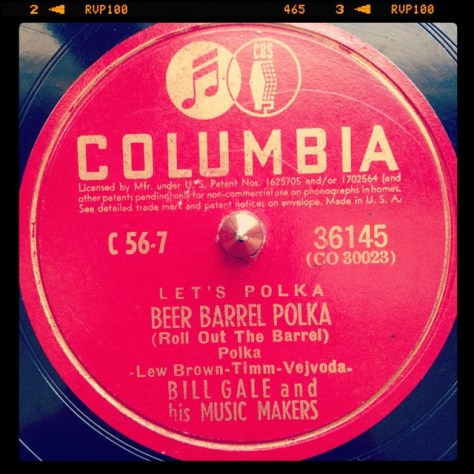 2 ◄ RVP100 465 3 ◄ RVP100
CBS
COLUMBIA
Licensed by Mfr. under U.S. Patent Nos. 1625705 and/or 1702564 (and
other patents pending) only for non-commercial use on phonographs in homes.
See detailed trade mark and patent notices on envelope. Made in U.S.A.
C 56-7 36145
(CO 30023)
LET'S POLKA
BEER BARREL POLKA
(Roll Out The Barrel)
Polka
-Lew Brown-Timm-Vejvoda-
BILL GALE and
his MUSIC MAKERS